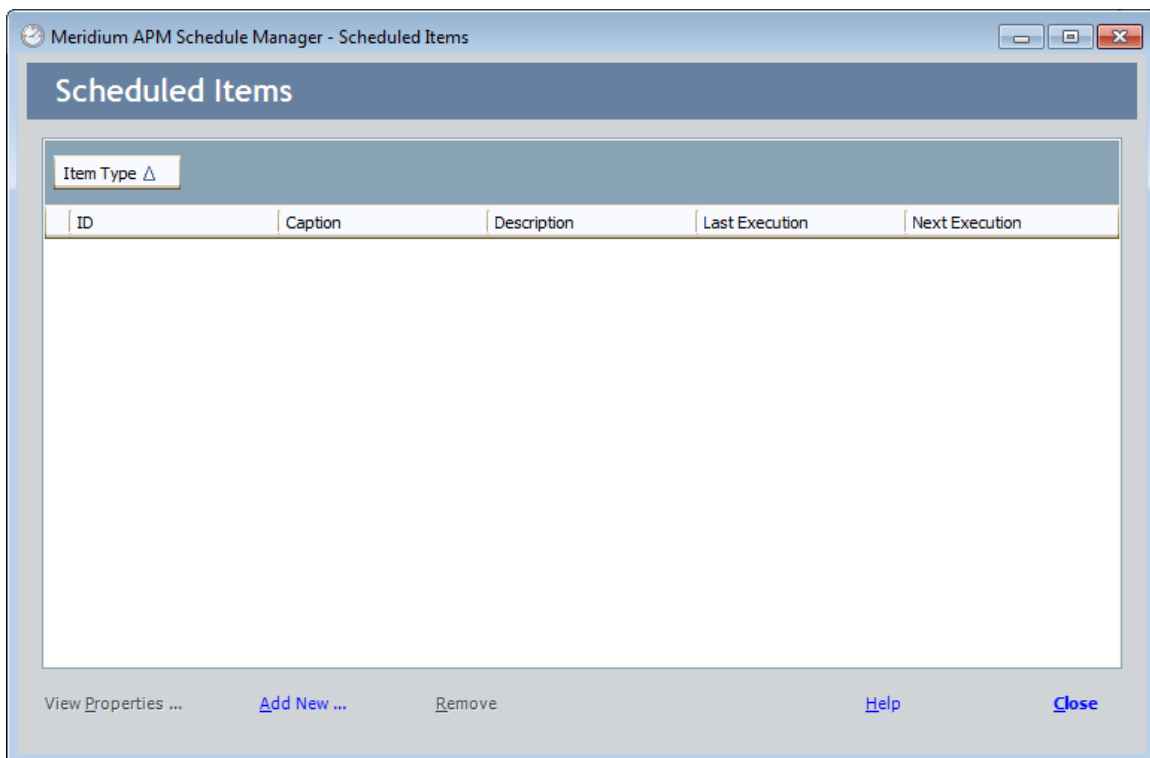 Meridium APM Schedule Manager - Scheduled Items
Scheduled Items
Item Type
ID Caption Description Last Execution Next Execution
View Properties ... Add New ... Remove Help Close